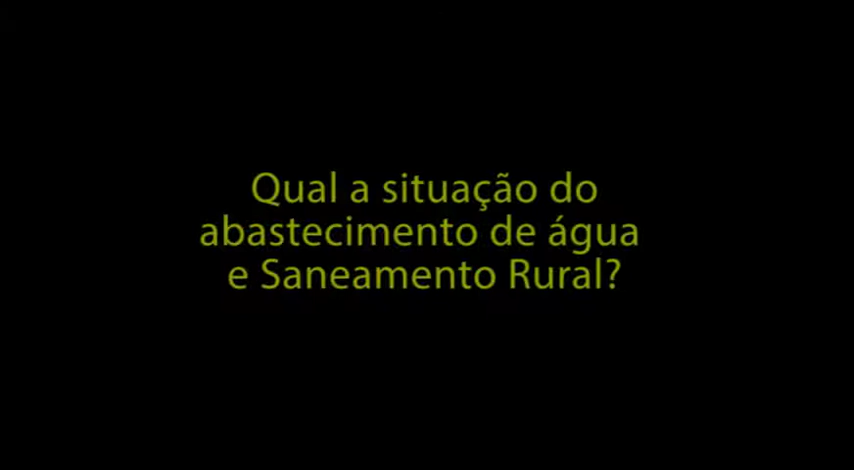 Qual a situação do
abastecimento de água
e Saneamento Rural?